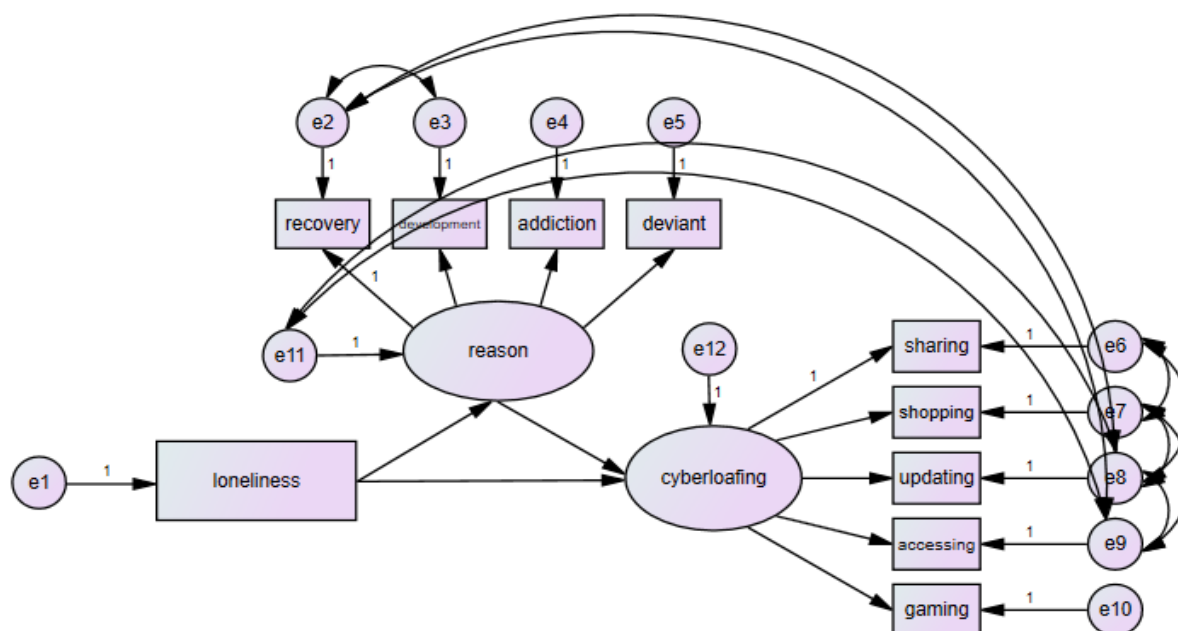 e2
e3
e4
e5
1
1
1
1
recovery
development
addiction
deviant
1
e11
1
reason
e12
1
sharing
1
e6
1
shopping
1
e7
e1
1
loneliness
cyberloafing
updating
1
e8
accessing
1
e9
gaming
1
e10